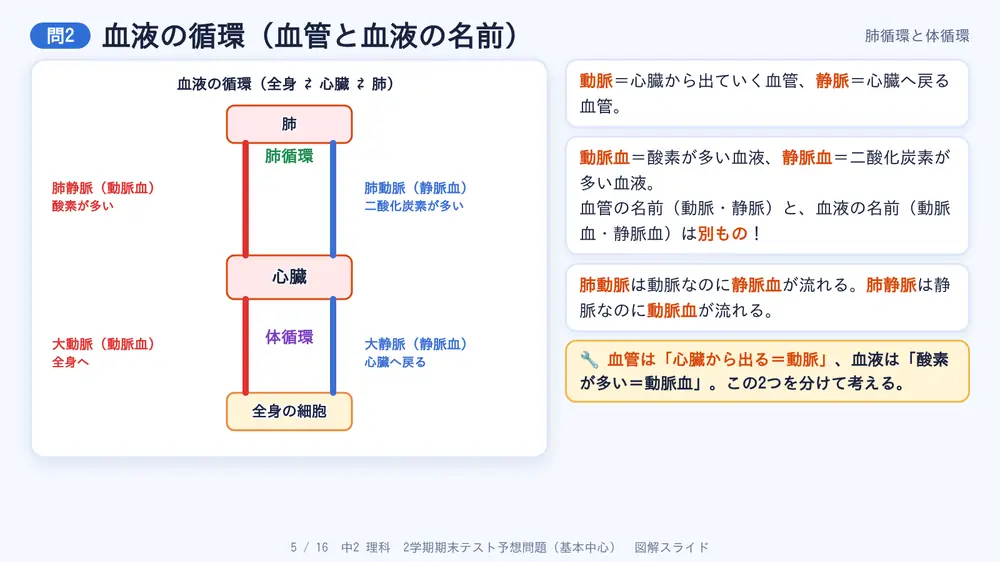 問2 血液の循環（血管と血液の名前）
肺循環と体循環
血液の循環（全身 ⇄ 心臓 ⇄ 肺）
肺
肺循環
肺静脈（動脈血）
酸素が多い
肺動脈（静脈血）
二酸化炭素が多い
心臓
体循環
大動脈（動脈血）
全身へ
大静脈（静脈血）
心臓へ戻る
全身の細胞
動脈＝心臓から出ていく血管、静脈＝心臓へ戻る
血管。
動脈血＝酸素が多い血液、静脈血＝二酸化炭素が
多い血液。
血管の名前（動脈・静脈）と、血液の名前（動脈
血・静脈血）は別もの！
肺動脈は動脈なのに静脈血が流れる。肺静脈は静
脈なのに動脈血が流れる。
🔧 血管は「心臓から出る＝動脈」、血液は「酸素
が多い＝動脈血」。この2つを分けて考える。
5 / 16 中2 理科 2学期期末テスト予想問題（基本中心） 図解スライド